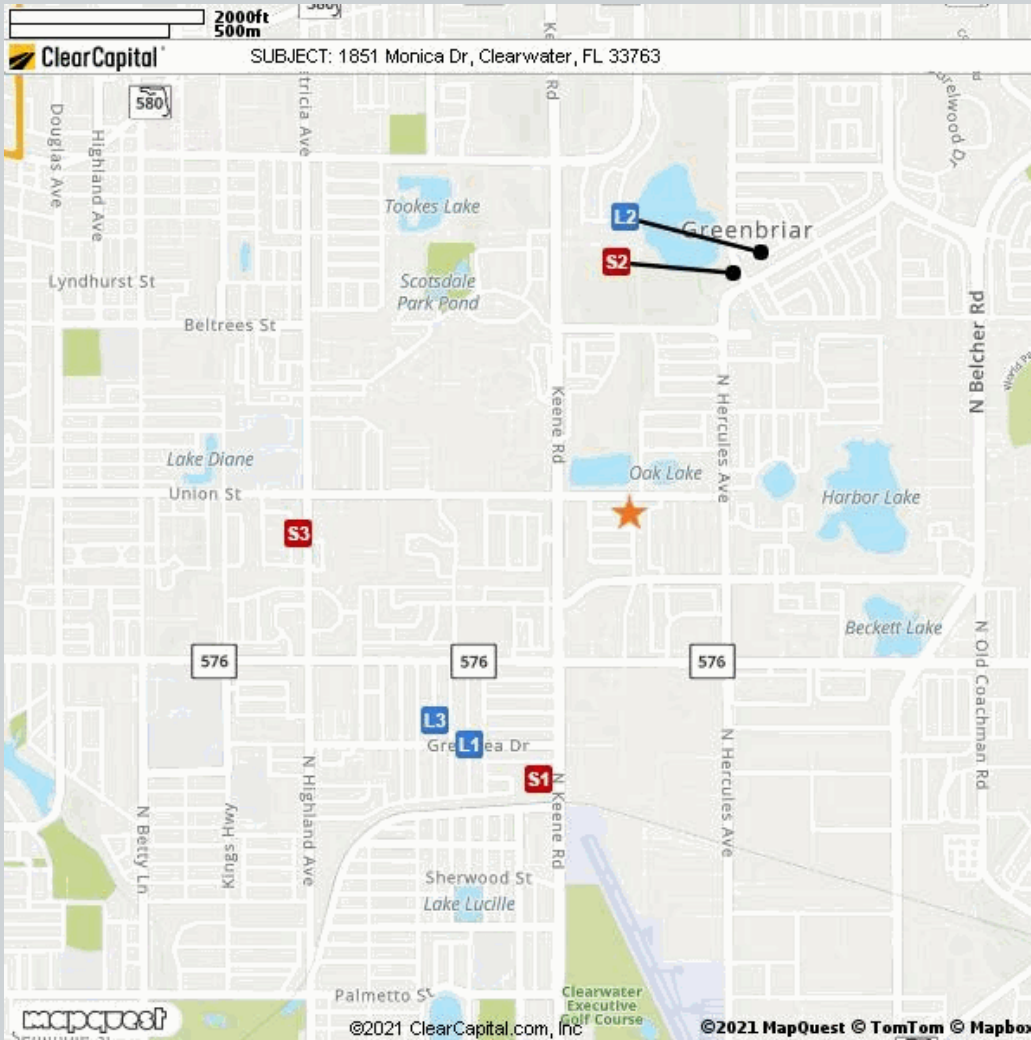 2000ft
500m
ClearCapital
SUBJECT: 1851 Monica Dr, Clearwater, FL 33763
580
Douglas Ave
Highland Ave
tricia Ave
Rd
Tookes Lake
L2
Greenbriar
S2
Lyndhurst St
Scotsdale
Park Pond
Beltrees St
N Belcher Rd
Keene Rd
N Hercules Ave
Lake Diane
Oak Lake
Union St
Harbor Lake
S3
Beckett Lake
576
576
576
N Old Coachman Rd
L3
L1
ea Dr
S1
N Highland Ave
N Keene Rd
N Hercules Ave
N Betty Ln
Kings Hwy
Sherwood St
Lake Lucille
Palmetto St
Clearwater
Executive
Golf Course
mapquest
©2021 ClearCapital.com, Inc
©2021 MapQuest © TomTom © Mapbox